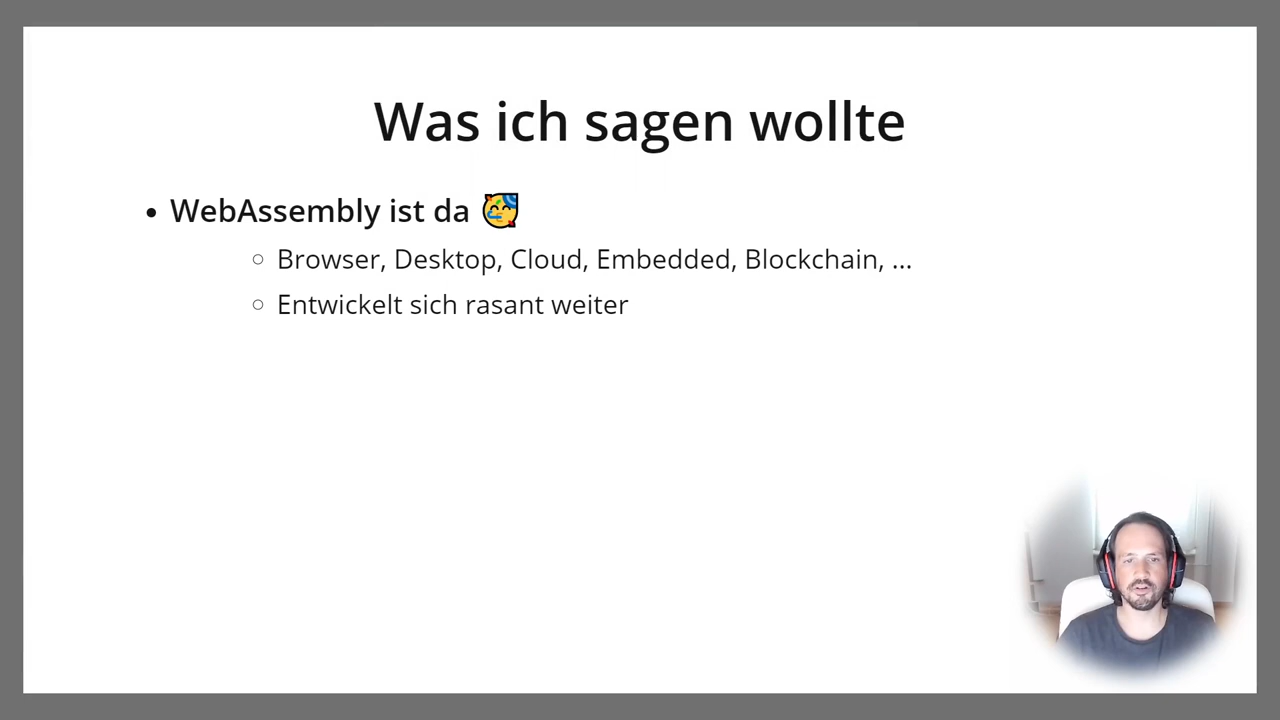 Was ich sagen wollte
WebAssembly ist da 🥳
Browser, Desktop, Cloud, Embedded, Blockchain, ...
Entwickelt sich rasant weiter